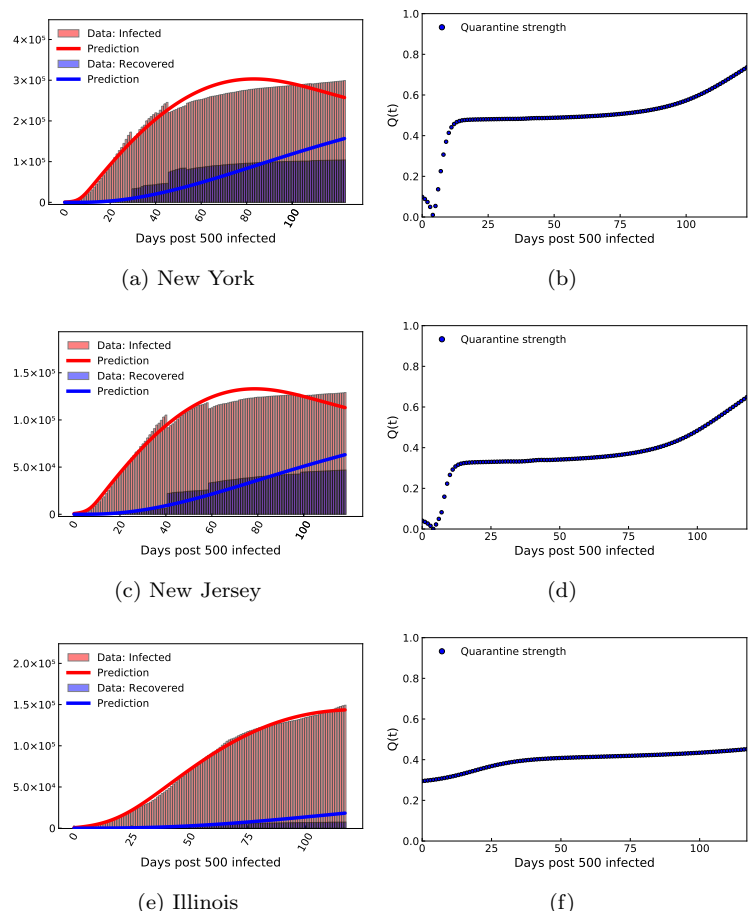 Data: Infected
Prediction
Data: Recovered
Prediction
4×10⁵
3×10⁵
2×10⁵
1×10⁵
0
0 20 40 60 80 100
Days post 500 infected
(a) New York
Quarantine strength
Q(t)
1.0
0.8
0.6
0.4
0.2
0.0
0 25 50 75 100
Days post 500 infected
(b)
Data: Infected
Prediction
Data: Recovered
Prediction
1.5×10⁵
1.0×10⁵
5.0×10⁴
0
0 20 40 60 80 100
Days post 500 infected
(c) New Jersey
Quarantine strength
Q(t)
1.0
0.8
0.6
0.4
0.2
0.0
0 25 50 75 100
Days post 500 infected
(d)
Data: Infected
Prediction
Data: Recovered
Prediction
2.0×10⁵
1.5×10⁵
1.0×10⁵
5.0×10⁴
0
0 25 50 75 100
Days post 500 infected
(e) Illinois
Quarantine strength
Q(t)
1.0
0.8
0.6
0.4
0.2
0.0
0 25 50 75 100
Days post 500 infected
(f)